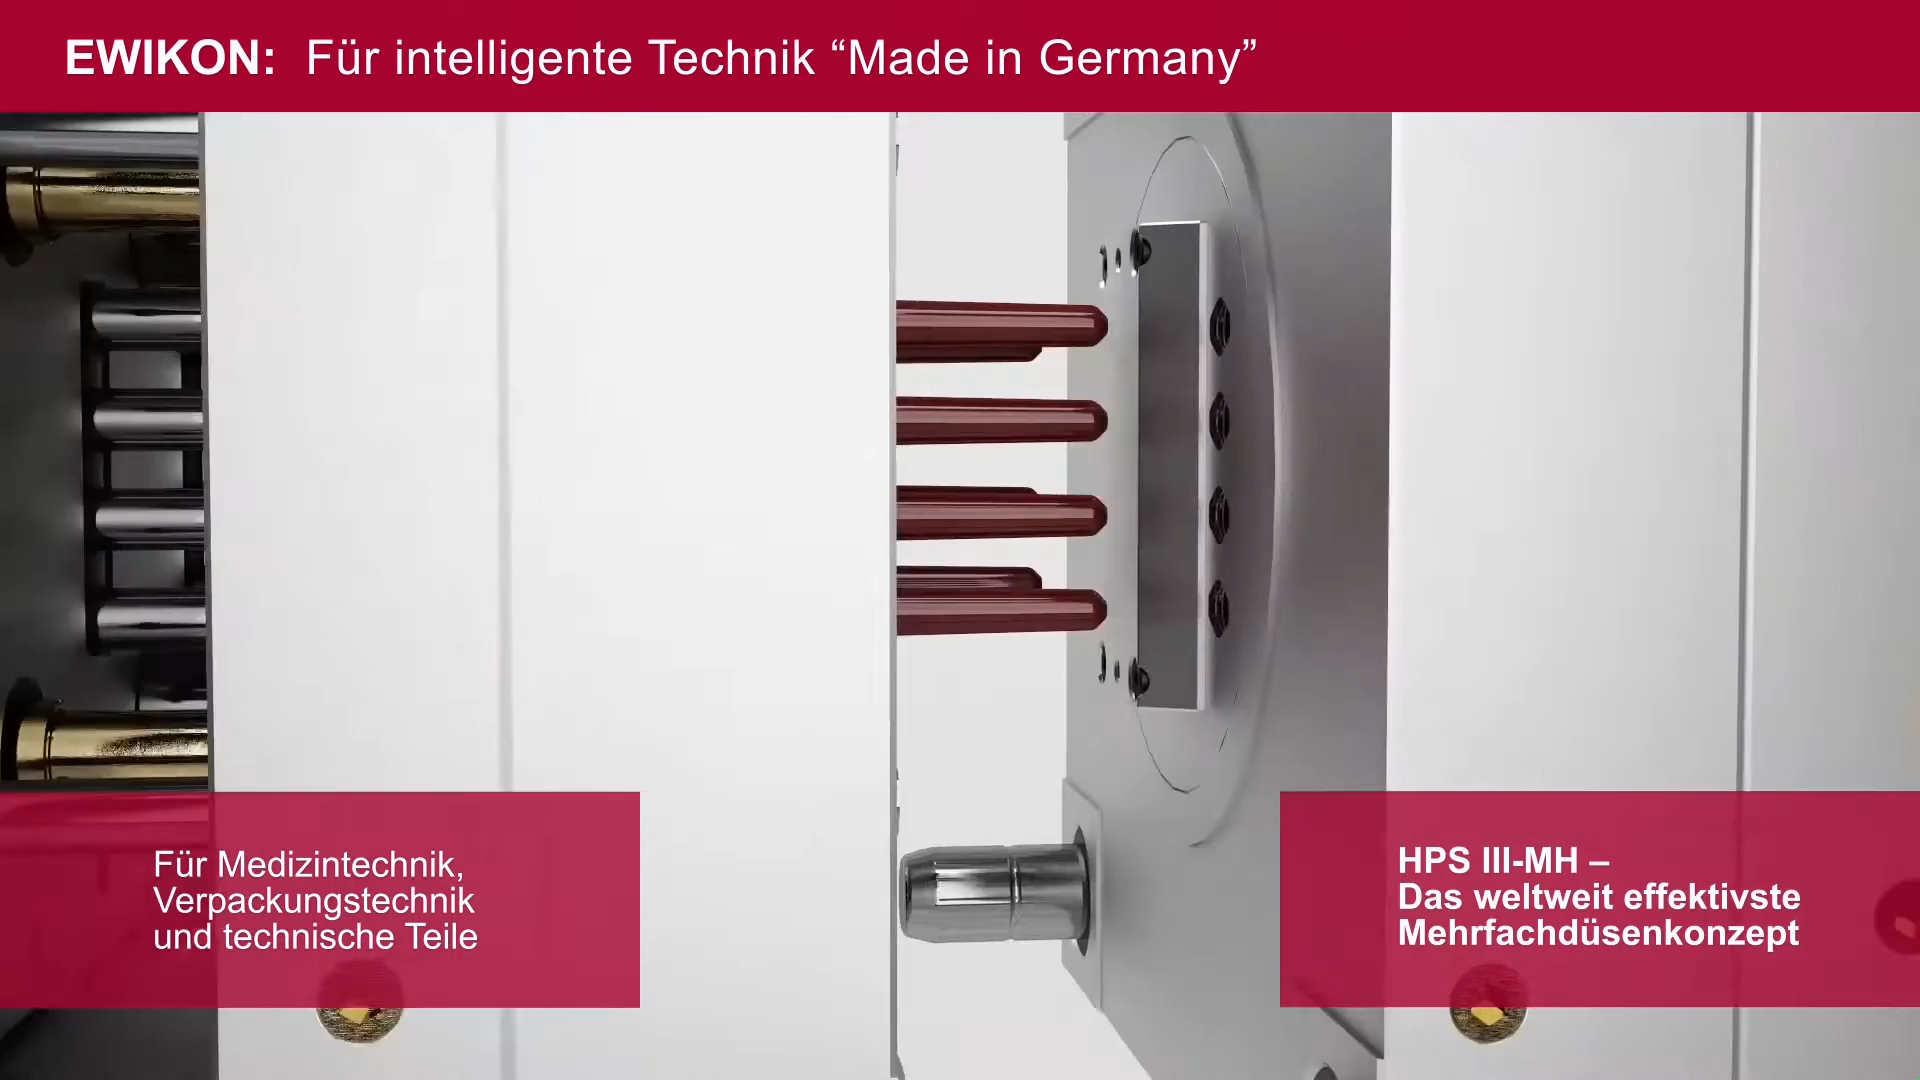 EWIKON: Für intelligente Technik “Made in Germany”
Für Medizintechnik,
Verpackungstechnik
und technische Teile
HPS III-MH –
Das weltweit effektivste
Mehrfachdüsenkonzept